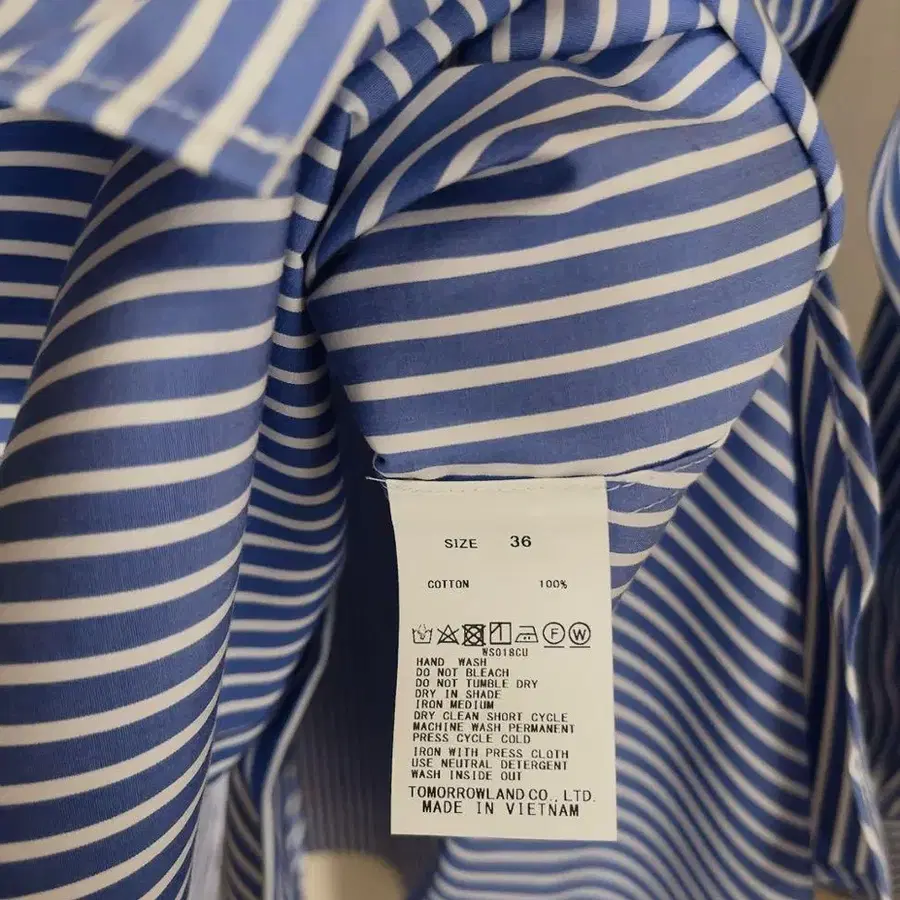 SIZE 36
COTTON 100%
F W
WS018CU
HAND WASH
DO NOT BLEACH
DO NOT TUMBLE DRY
DRY IN SHADE
IRON MEDIUM
DRY CLEAN SHORT CYCLE
MACHINE WASH PERMANENT
PRESS CYCLE COLD
IRON WITH PRESS CLOTH
USE NEUTRAL DETERGENT
WASH INSIDE OUT
TOMORROWLAND CO., LTD.
MADE IN VIETNAM